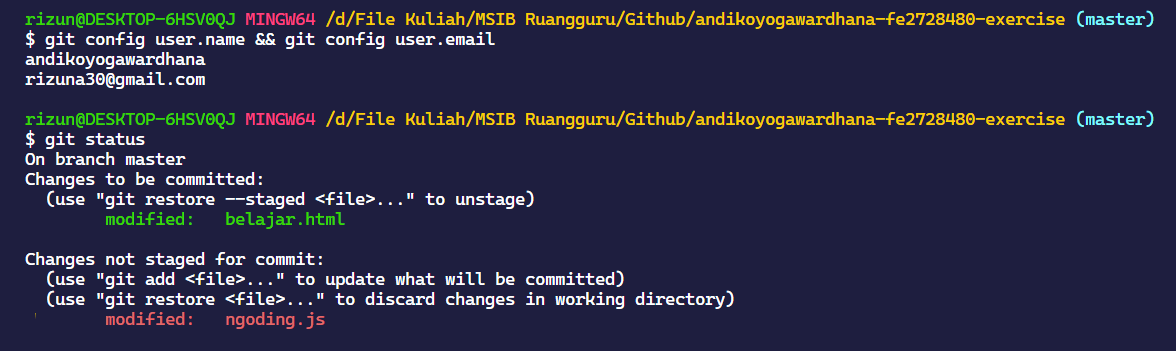 rizun@DESKTOP-6HSV0QJ MINGW64 /d/File Kuliah/MSIB Ruangguru/Github/andikoyogawardhana-fe2728480-exercise (master)
$ git config user.name && git config user.email
andikoyogawardhana
rizuna30@gmail.com
rizun@DESKTOP-6HSV0QJ MINGW64 /d/File Kuliah/MSIB Ruangguru/Github/andikoyogawardhana-fe2728480-exercise (master)
$ git status
On branch master
Changes to be committed:
  (use "git restore --staged <file>..." to unstage)
        modified:   belajar.html
Changes not staged for commit:
  (use "git add <file>..." to update what will be committed)
  (use "git restore <file>..." to discard changes in working directory)
        modified:   ngoding.js